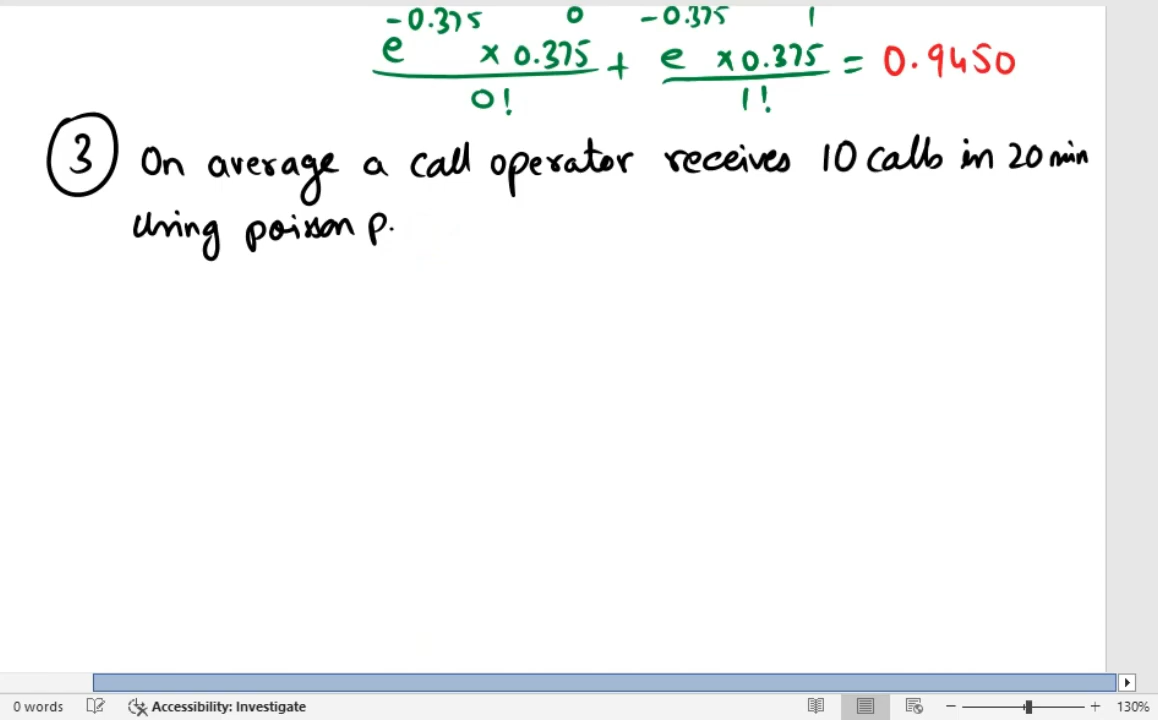 e^-0.375 × 0.375^0 / 0! + e^-0.375 × 0.375^1 / 1! = 0.9450
③ On average a call operator receives 10 calls in 20 min
Using poisson p.
0 words Accessibility: Investigate 130%